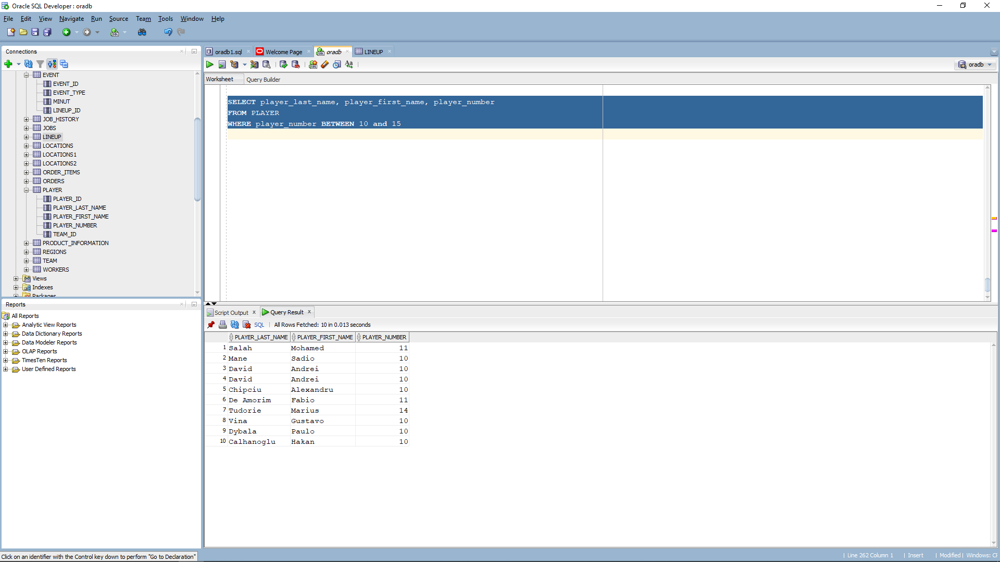 Oracle SQL Developer : oradb
File Edit View Navigate Run Source Team Tools Window Help
Connections
EVENT
EVENT_ID
EVENT_TYPE
MINUT
LINEUP_ID
JOB_HISTORY
JOBS
LINEUP
LOCATIONS
LOCATIONS1
LOCATIONS2
ORDER_ITEMS
ORDERS
PLAYER
PLAYER_ID
PLAYER_LAST_NAME
PLAYER_FIRST_NAME
PLAYER_NUMBER
TEAM_ID
PRODUCT_INFORMATION
REGIONS
TEAM
WORKERS
Views
Indexes
Packages
Reports
All Reports
Analytic View Reports
Data Dictionary Reports
Data Modeler Reports
OLAP Reports
TimesTen Reports
User Defined Reports
oradb1.sql Welcome Page oradb LINEUP
oradb
Worksheet Query Builder
SELECT player_last_name, player_first_name, player_number
FROM PLAYER
WHERE player_number BETWEEN 10 and 15
Script Output x Query Result x
SQL | All Rows Fetched: 10 in 0.013 seconds
PLAYER_LAST_NAME PLAYER_FIRST_NAME PLAYER_NUMBER
1 Salah Mohamed 11
2 Mane Sadio 10
3 David Andrei 10
4 David Andrei 10
5 Chipciu Alexandru 10
6 De Amorim Fabio 11
7 Tudorie Marius 14
8 Vina Gustavo 10
9 Dybala Paulo 10
10 Calhanoglu Hakan 10
Click on an identifier with the Control key down to perform "Go to Declaration"
| Line 262 Column 1 | Insert | Modified | Windows: CF